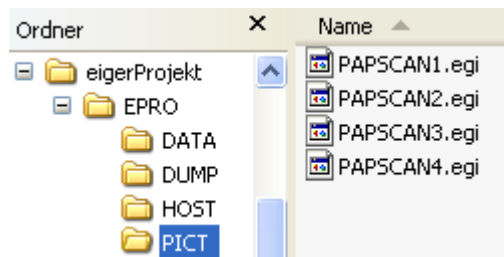 Ordner
eigerProjekt
EPRO
DATA
DUMP
HOST
PICT
Name
PAPSCAN1.egi
PAPSCAN2.egi
PAPSCAN3.egi
PAPSCAN4.egi